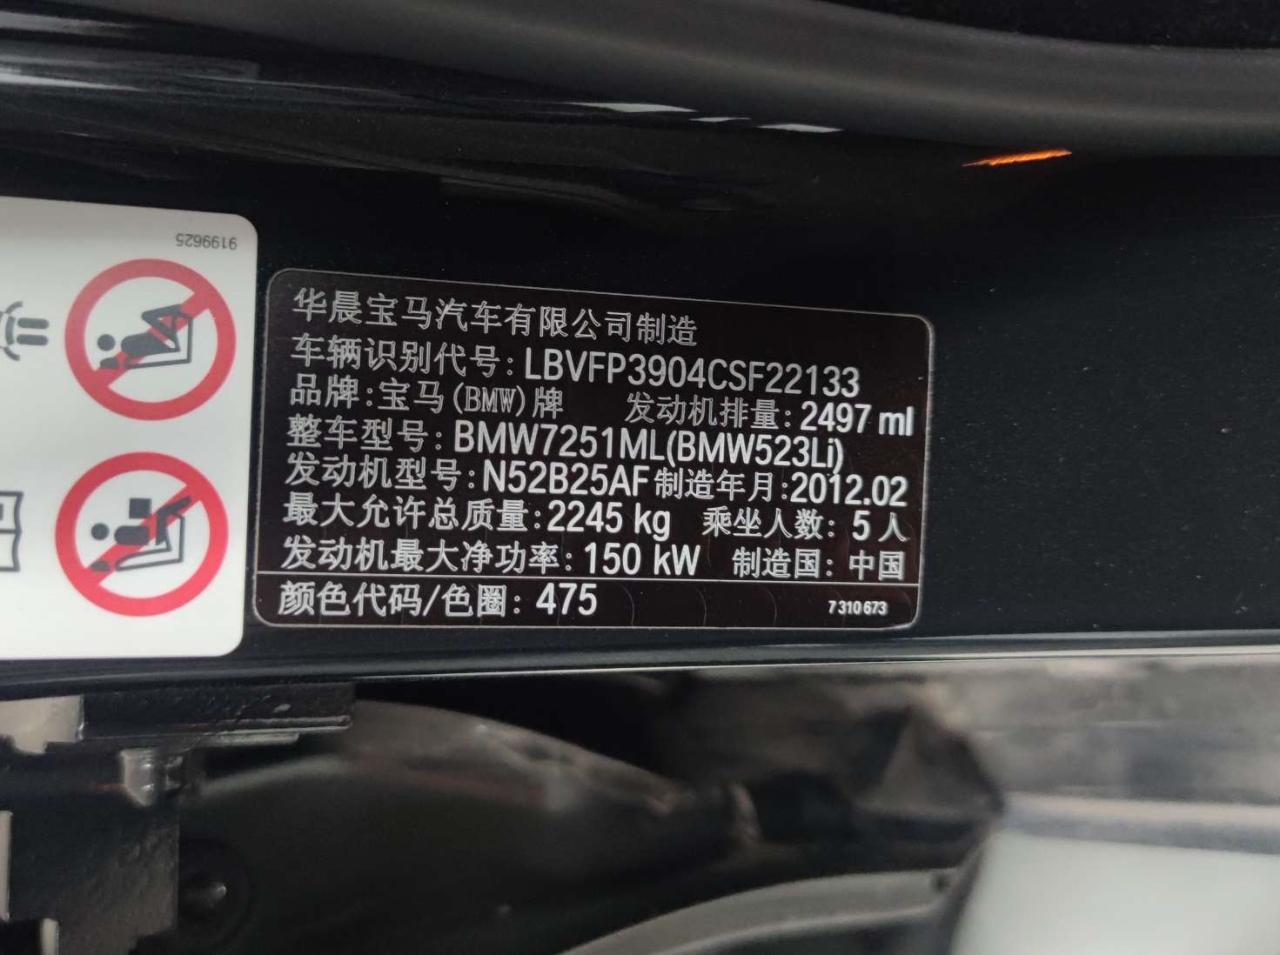 9199625
华晨宝马汽车有限公司制造
车辆识别代号: LBVFP3904CSF22133
品牌:宝马(BMW)牌 发动机排量: 2497 ml
整车型号: BMW7251ML(BMW523Li)
发动机型号: N52B25AF 制造年月:2012.02
最大允许总质量: 2245 kg 乘坐人数: 5 人
发动机最大净功率: 150 kW 制造国: 中国
颜色代码/色圈: 475 7 310 673